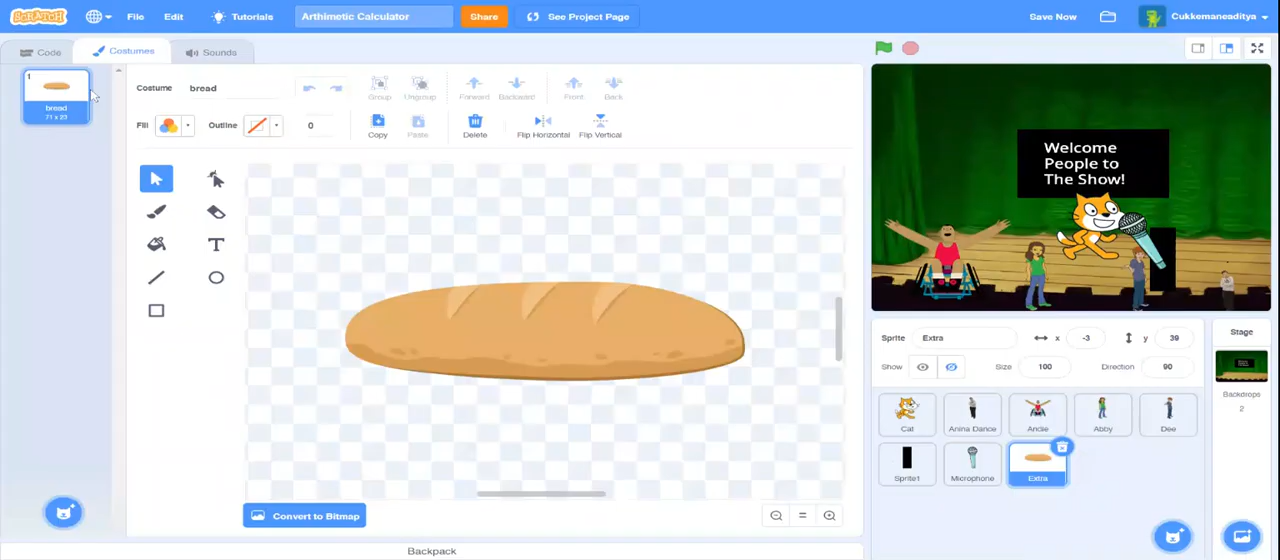 SCRATCH File Edit Tutorials Arthimetic Calculator Share See Project Page Save Now Cukkemaneaditya
Code Costumes Sounds
1
bread
71 x 23
Costume bread Group Ungroup Forward Backward Front Back
Fill Outline 0 Copy Paste Delete Flip Horizontal Flip Vertical
T
Convert to Bitmap
Backpack
Welcome
People to
The Show!
Sprite Extra x -3 y 39
Show Size 100 Direction 90
Cat Anina Dance Andie Abby Dee
Sprite1 Microphone Extra
Stage
Backdrops
2